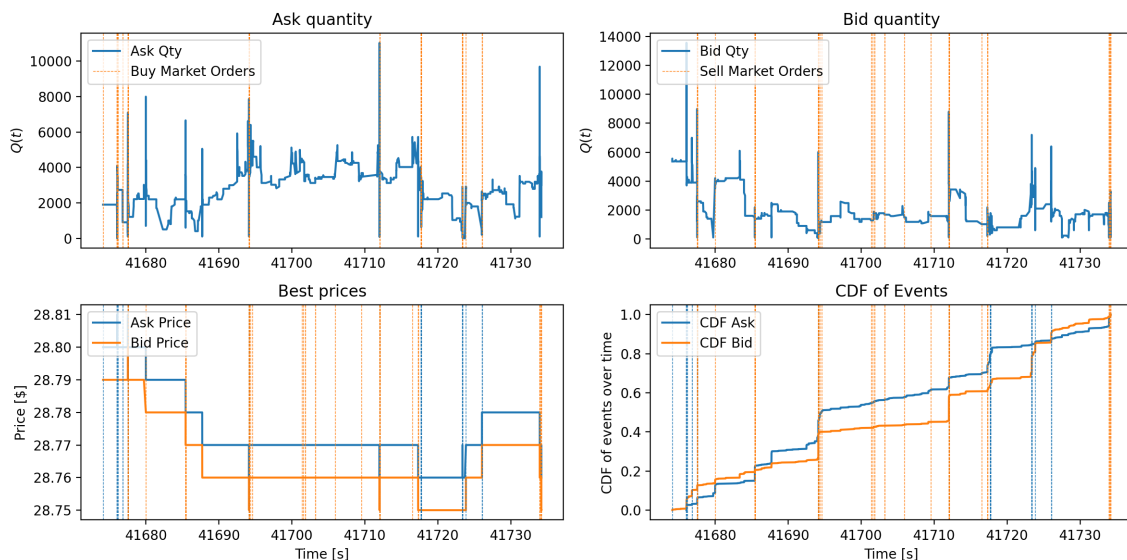 Ask quantity
Bid quantity
Ask Qty
Buy Market Orders
Bid Qty
Sell Market Orders
Q(t)
10000
8000
6000
4000
2000
0
Q(t)
14000
12000
10000
8000
6000
4000
2000
0
41680 41690 41700 41710 41720 41730
41680 41690 41700 41710 41720 41730
Best prices
CDF of Events
Ask Price
Bid Price
CDF Ask
CDF Bid
Price [$]
28.81
28.80
28.79
28.78
28.77
28.76
28.75
CDF of events over time
1.0
0.8
0.6
0.4
0.2
0.0
41680 41690 41700 41710 41720 41730
41680 41690 41700 41710 41720 41730
Time [s]
Time [s]